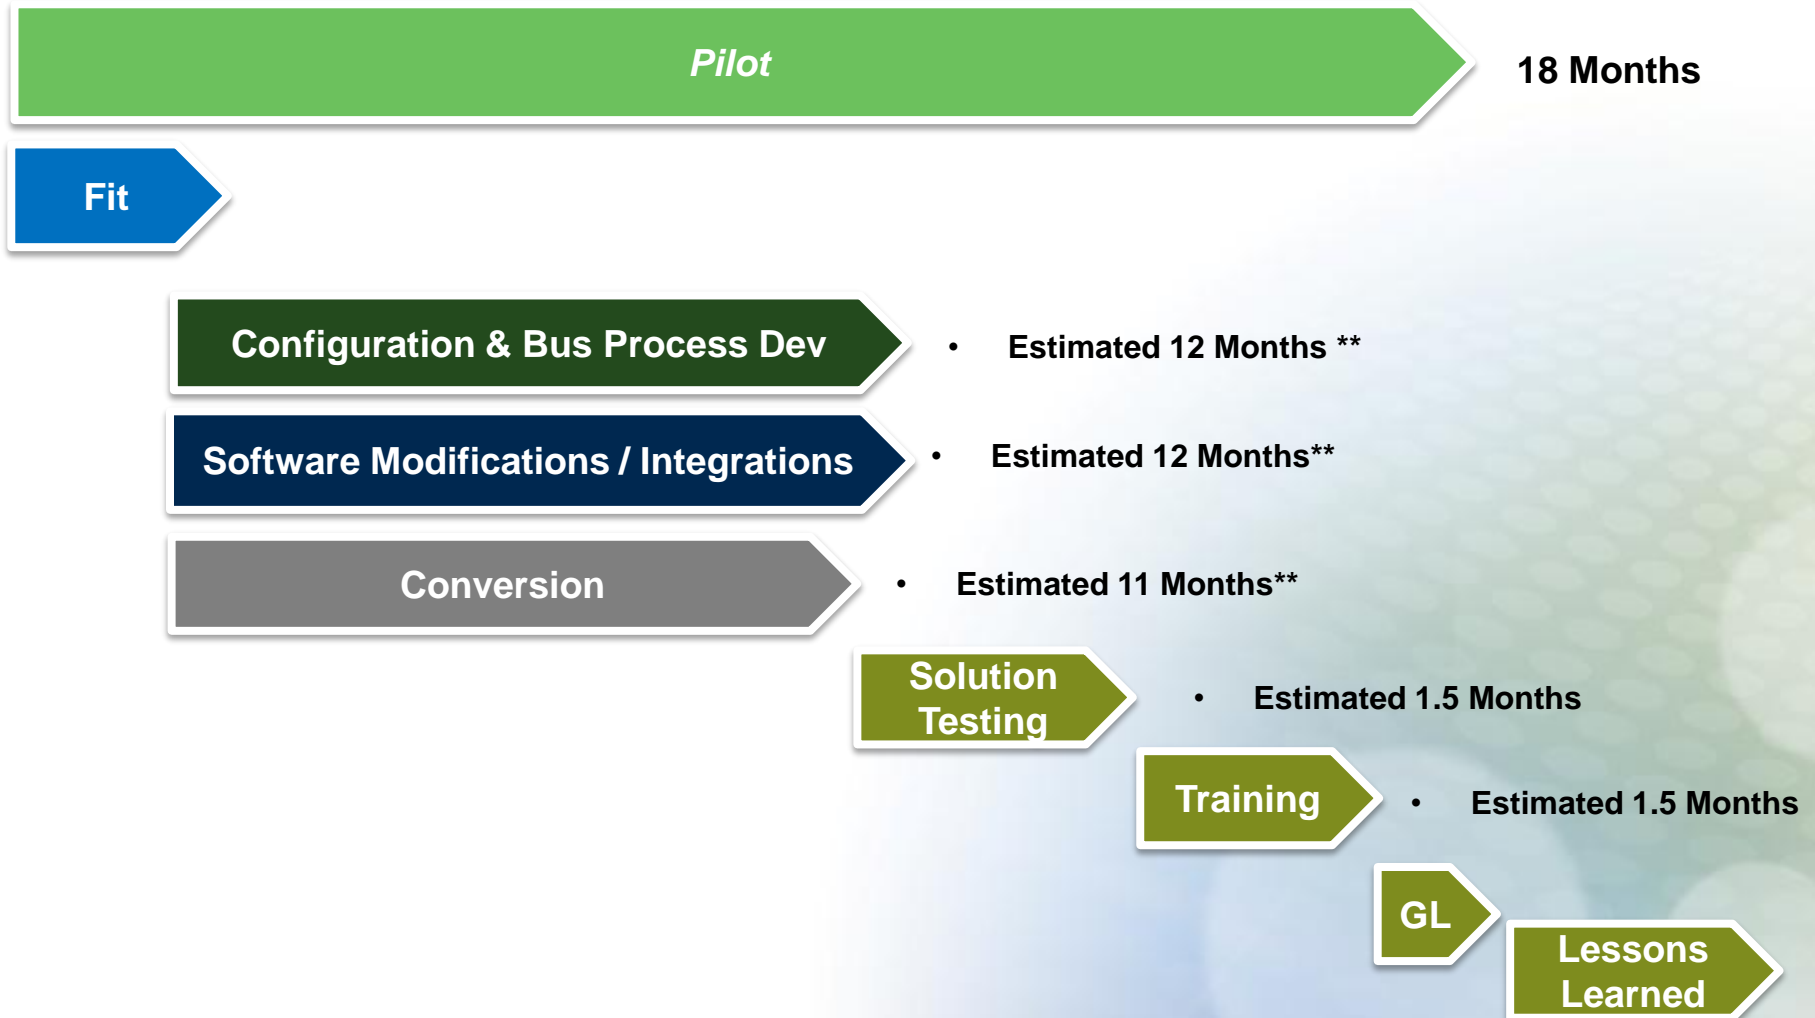 Pilot
18 Months
Fit
Configuration & Bus Process Dev
• Estimated 12 Months **
Software Modifications / Integrations
• Estimated 12 Months**
Conversion
• Estimated 11 Months**
Solution
Testing
• Estimated 1.5 Months
Training
• Estimated 1.5 Months
GL
Lessons
Learned